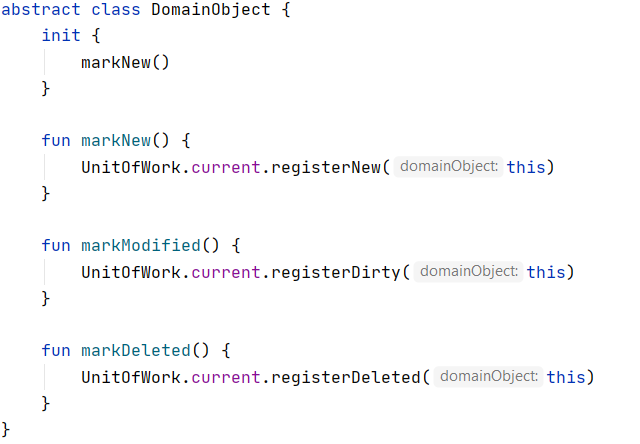 abstract class DomainObject {
    init {
        markNew()
    }

    fun markNew() {
        UnitOfWork.current.registerNew( domainObject: this)
    }

    fun markModified() {
        UnitOfWork.current.registerDirty( domainObject: this)
    }

    fun markDeleted() {
        UnitOfWork.current.registerDeleted( domainObject: this)
    }
}